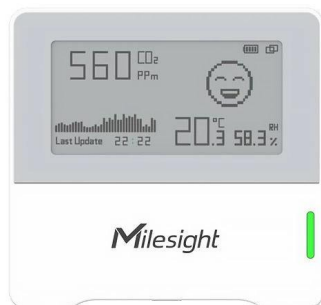 560 CO₂
PPm
20.3 °C 58.3 RH %
Last Update 22:22
Milesight